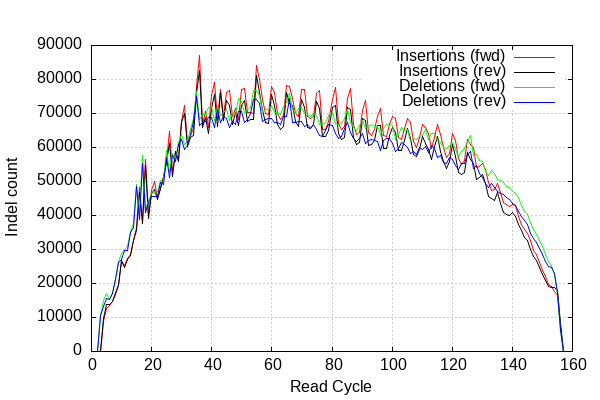 90000
80000
70000
60000
50000
40000
30000
20000
10000
0
Indel count
Insertions (fwd)
Insertions (rev)
Deletions (fwd)
Deletions (rev)
0 20 40 60 80 100 120 140 160
Read Cycle